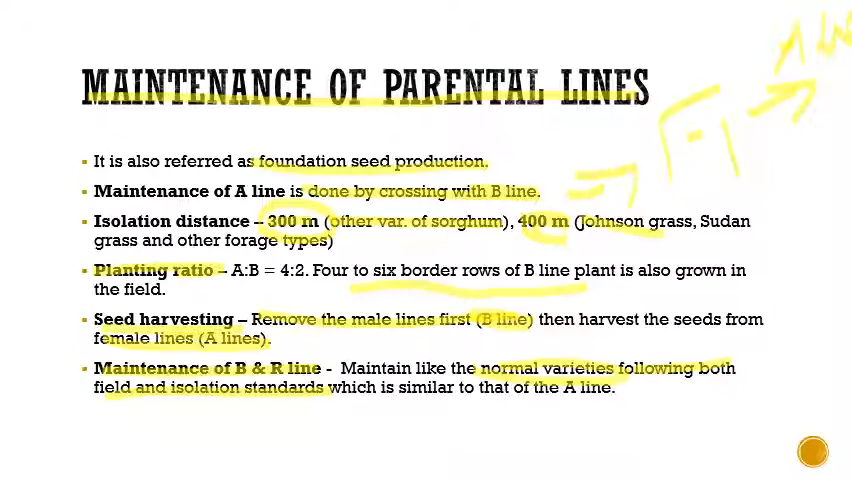 MAINTENANCE OF PARENTAL LINES
▪ It is also referred as foundation seed production.
▪ Maintenance of A line is done by crossing with B line.
▪ Isolation distance – 300 m (other var. of sorghum), 400 m (Johnson grass, Sudan
grass and other forage types)
▪ Planting ratio – A:B = 4:2. Four to six border rows of B line plant is also grown in
the field.
▪ Seed harvesting – Remove the male lines first (B line) then harvest the seeds from
female lines (A lines).
▪ Maintenance of B & R line - Maintain like the normal varieties following both
field and isolation standards which is similar to that of the A line.